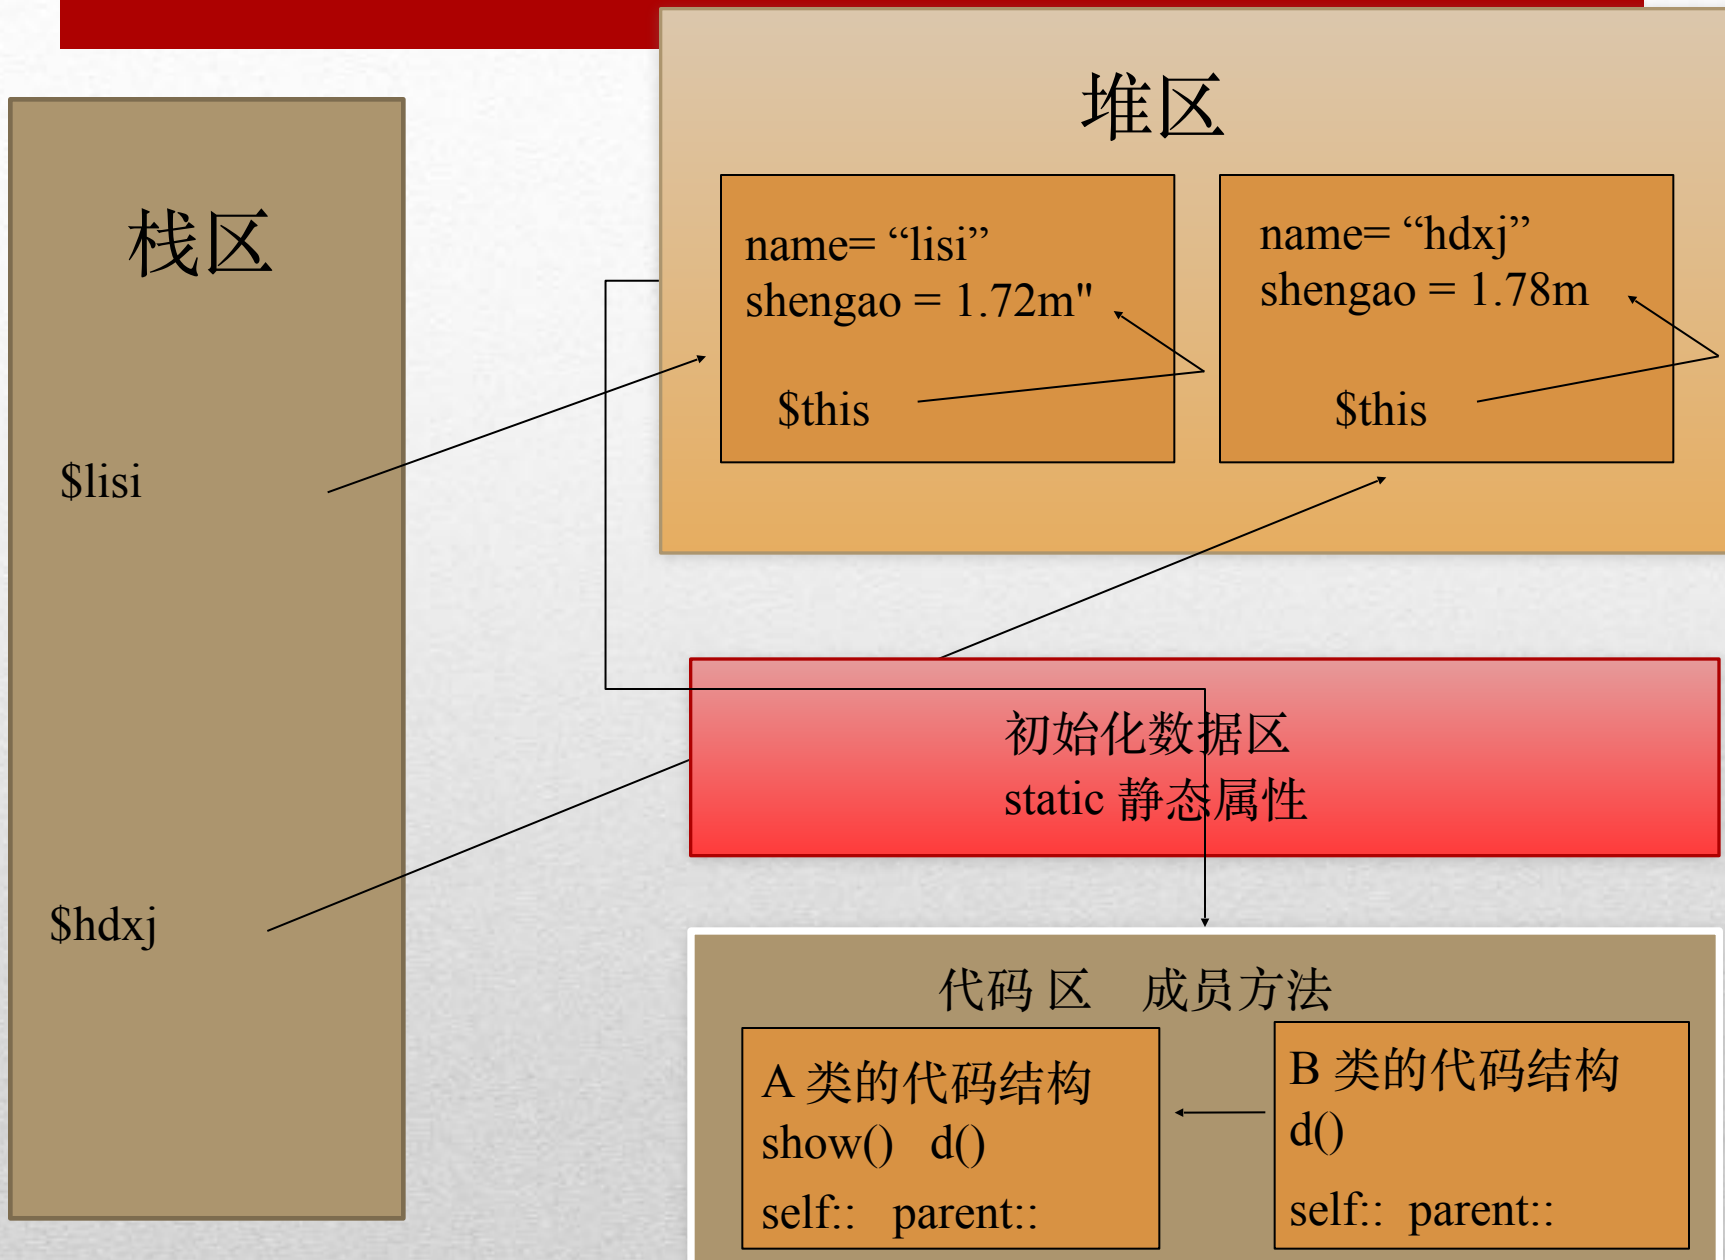 堆区
栈区
name= “lisi”
shengao = 1.72m"
$this
name= “hdxj”
shengao = 1.78m
$this
$lisi
$hdxj
初始化数据区
static 静态属性
代码 区 成员方法
A 类的代码结构
show() d()
self:: parent::
B 类的代码结构
d()
self:: parent::